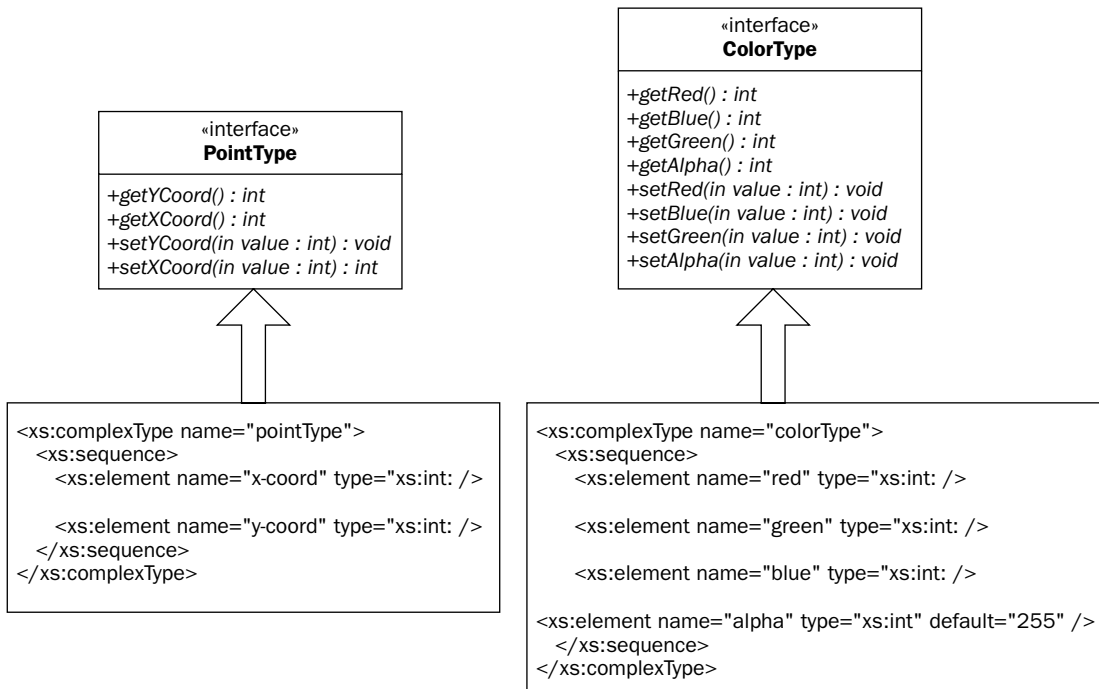 «interface»
PointType
+getYCoord() : int
+getXCoord() : int
+setYCoord(in value : int) : void
+setXCoord(in value : int) : int
<xs:complexType name="pointType">
<xs:sequence>
<xs:element name="x-coord" type="xs:int: />
<xs:element name="y-coord" type="xs:int: />
</xs:sequence>
</xs:complexType>
«interface»
ColorType
+getRed() : int
+getBlue() : int
+getGreen() : int
+getAlpha() : int
+setRed(in value : int) : void
+setBlue(in value : int) : void
+setGreen(in value : int) : void
+setAlpha(in value : int) : void
<xs:complexType name="colorType">
<xs:sequence>
<xs:element name="red" type="xs:int: />
<xs:element name="green" type="xs:int: />
<xs:element name="blue" type="xs:int: />
<xs:element name="alpha" type="xs:int" default="255" />
</xs:sequence>
</xs:complexType>